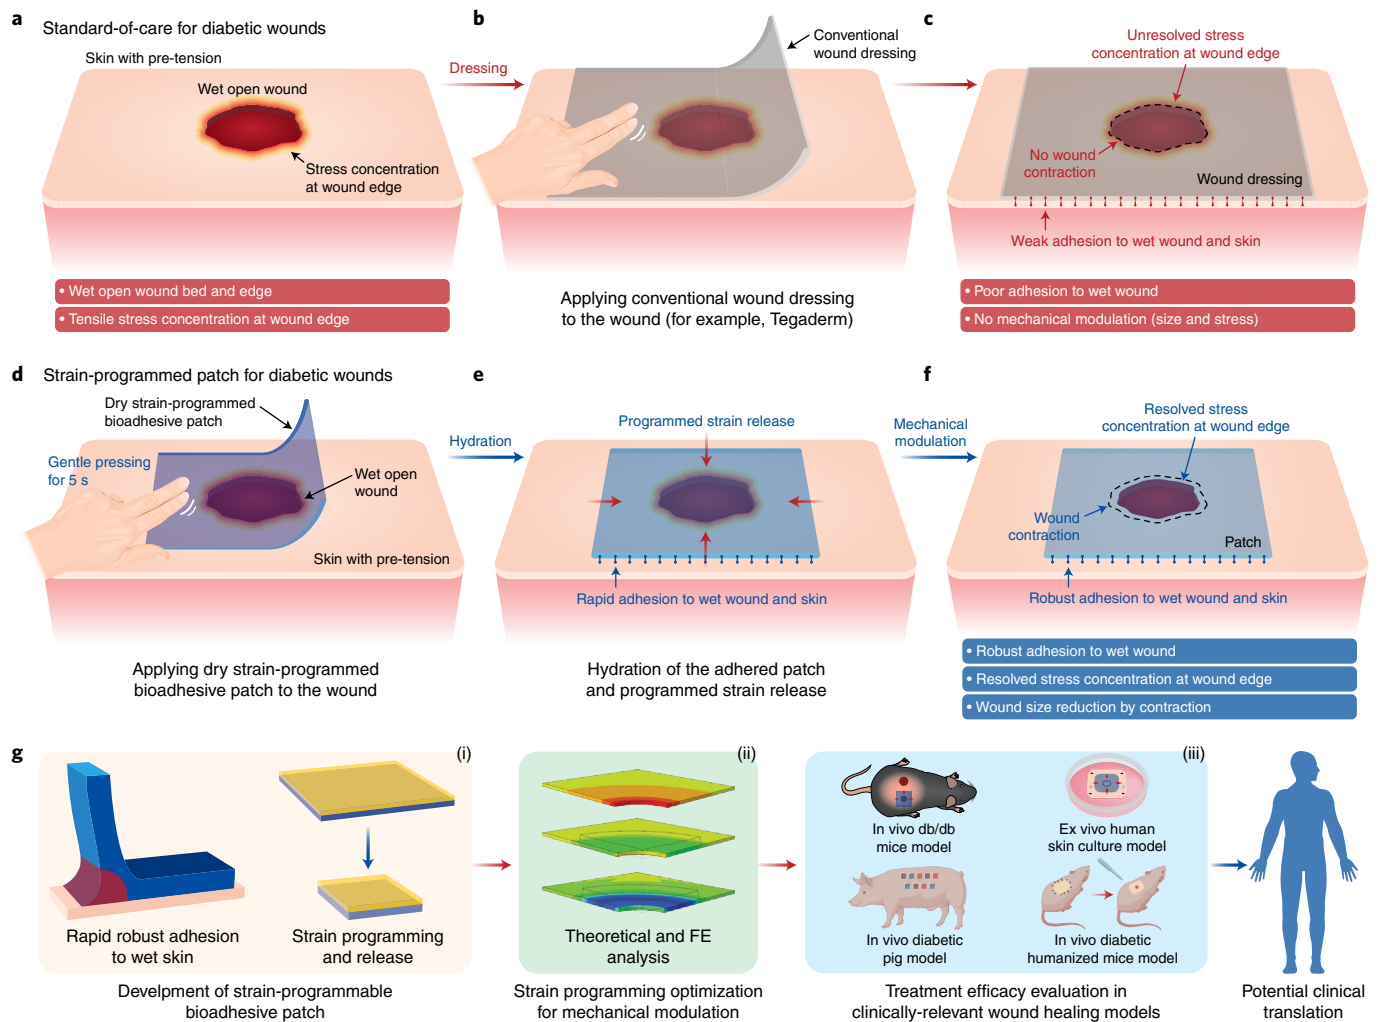 a
Standard-of-care for diabetic wounds
Skin with pre-tension
Wet open wound
Stress concentration
at wound edge
• Wet open wound bed and edge
• Tensile stress concentration at wound edge
Dressing
b
Conventional
wound dressing
Applying conventional wound dressing
to the wound (for example, Tegaderm)
c
Unresolved stress
concentration at wound edge
No wound
contraction
Wound dressing
Weak adhesion to wet wound and skin
• Poor adhesion to wet wound
• No mechanical modulation (size and stress)
d
Strain-programmed patch for diabetic wounds
Dry strain-programmed
bioadhesive patch
Gentle pressing
for 5 s
Wet open
wound
Skin with pre-tension
Applying dry strain-programmed
bioadhesive patch to the wound
Hydration
e
Programmed strain release
Rapid adhesion to wet wound and skin
Hydration of the adhered patch
and programmed strain release
Mechanical
modulation
f
Resolved stress
concentration at wound edge
Wound
contraction
Patch
Robust adhesion to wet wound and skin
• Robust adhesion to wet wound
• Resolved stress concentration at wound edge
• Wound size reduction by contraction
g
(i)
Rapid robust adhesion
to wet skin
Strain programming
and release
Develpment of strain-programmable
bioadhesive patch
(ii)
Theoretical and FE
analysis
Strain programming optimization
for mechanical modulation
(iii)
In vivo db/db
mice model
Ex vivo human
skin culture model
In vivo diabetic
pig model
In vivo diabetic
humanized mice model
Treatment efficacy evaluation in
clinically-relevant wound healing models
Potential clinical
translation